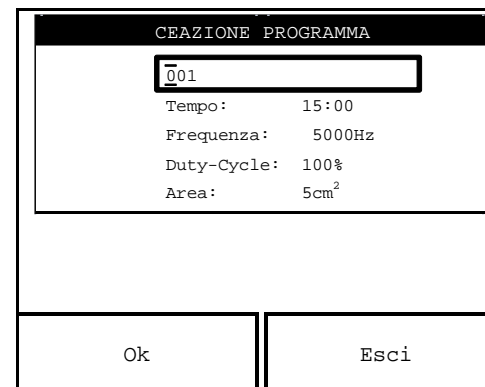 CEAZIONE PROGRAMMA
001
Tempo: 15:00
Frequenza: 5000Hz
Duty-Cycle: 100%
Area: 5cm²
Ok Esci